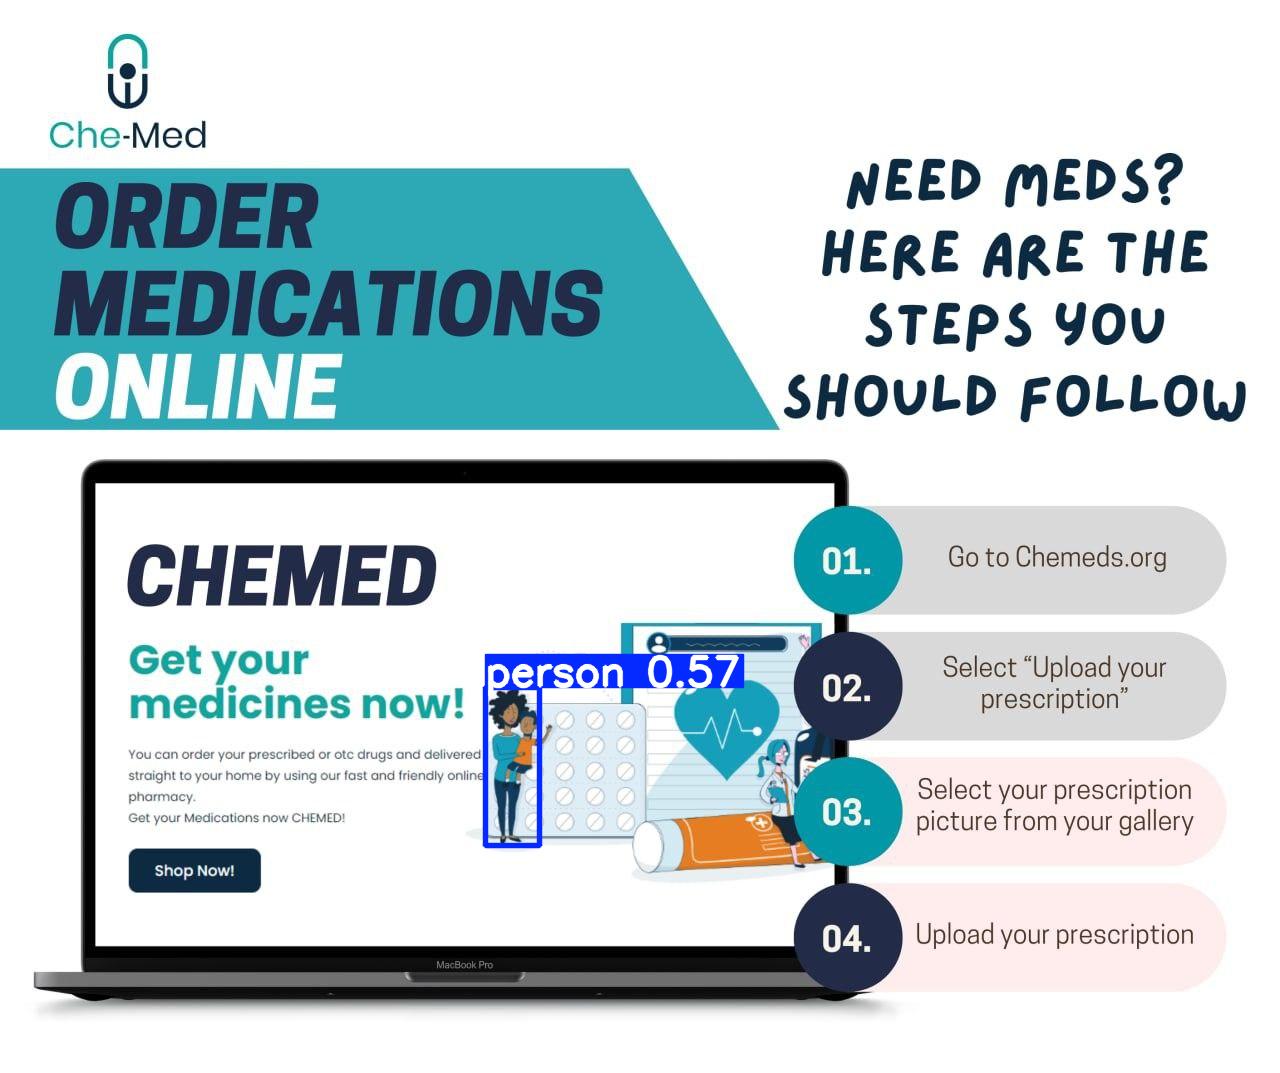 Che-Med
ORDER
MEDICATIONS
ONLINE
NEED MEDS?
HERE ARE THE
STEPS YOU
SHOULD FOLLOW
CHEMED
Get your
medicines now!
You can order your prescribed or otc drugs and delivered
straight to your home by using our fast and friendly online
pharmacy.
Get your Medications now CHEMED!
Shop Now!
person 0.57
MacBook Pro
01.
Go to Chemeds.org
02.
Select “Upload your
prescription”
03.
Select your prescription
picture from your gallery
04.
Upload your prescription